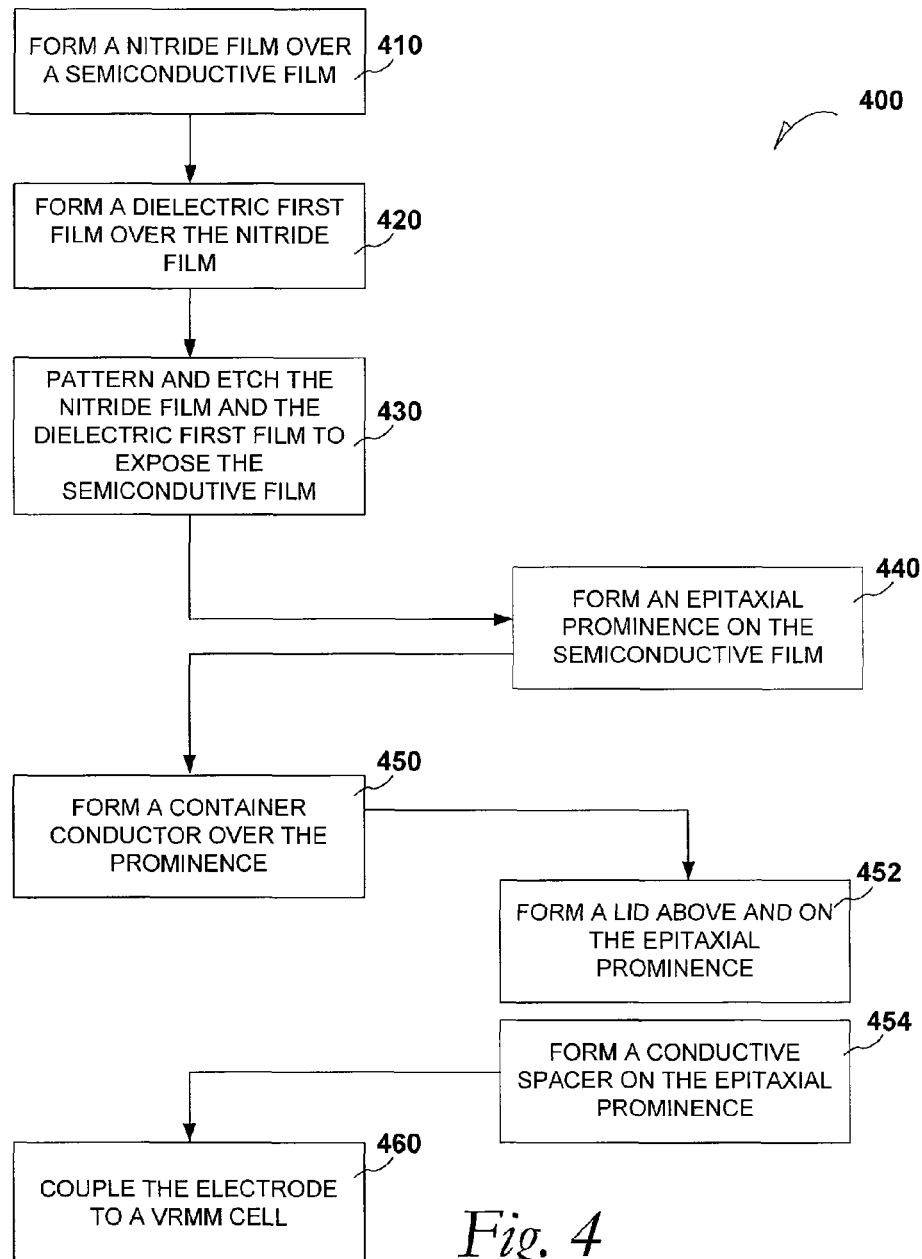 FORM A NITRIDE FILM OVER
A SEMICONDUCTIVE FILM
410
400
FORM A DIELECTRIC FIRST
FILM OVER THE NITRIDE
FILM
420
PATTERN AND ETCH THE
NITRIDE FILM AND THE
DIELECTRIC FIRST FILM TO
EXPOSE THE
SEMICONDUTIVE FILM
430
440
FORM AN EPITAXIAL
PROMINENCE ON THE
SEMICONDUCTIVE FILM
450
FORM A CONTAINER
CONDUCTOR OVER THE
PROMINENCE
452
FORM A LID ABOVE AND ON
THE EPITAXIAL
PROMINENCE
454
FORM A CONDUCTIVE
SPACER ON THE EPITAXIAL
PROMINENCE
460
COUPLE THE ELECTRODE
TO A VRMM CELL
Fig. 4